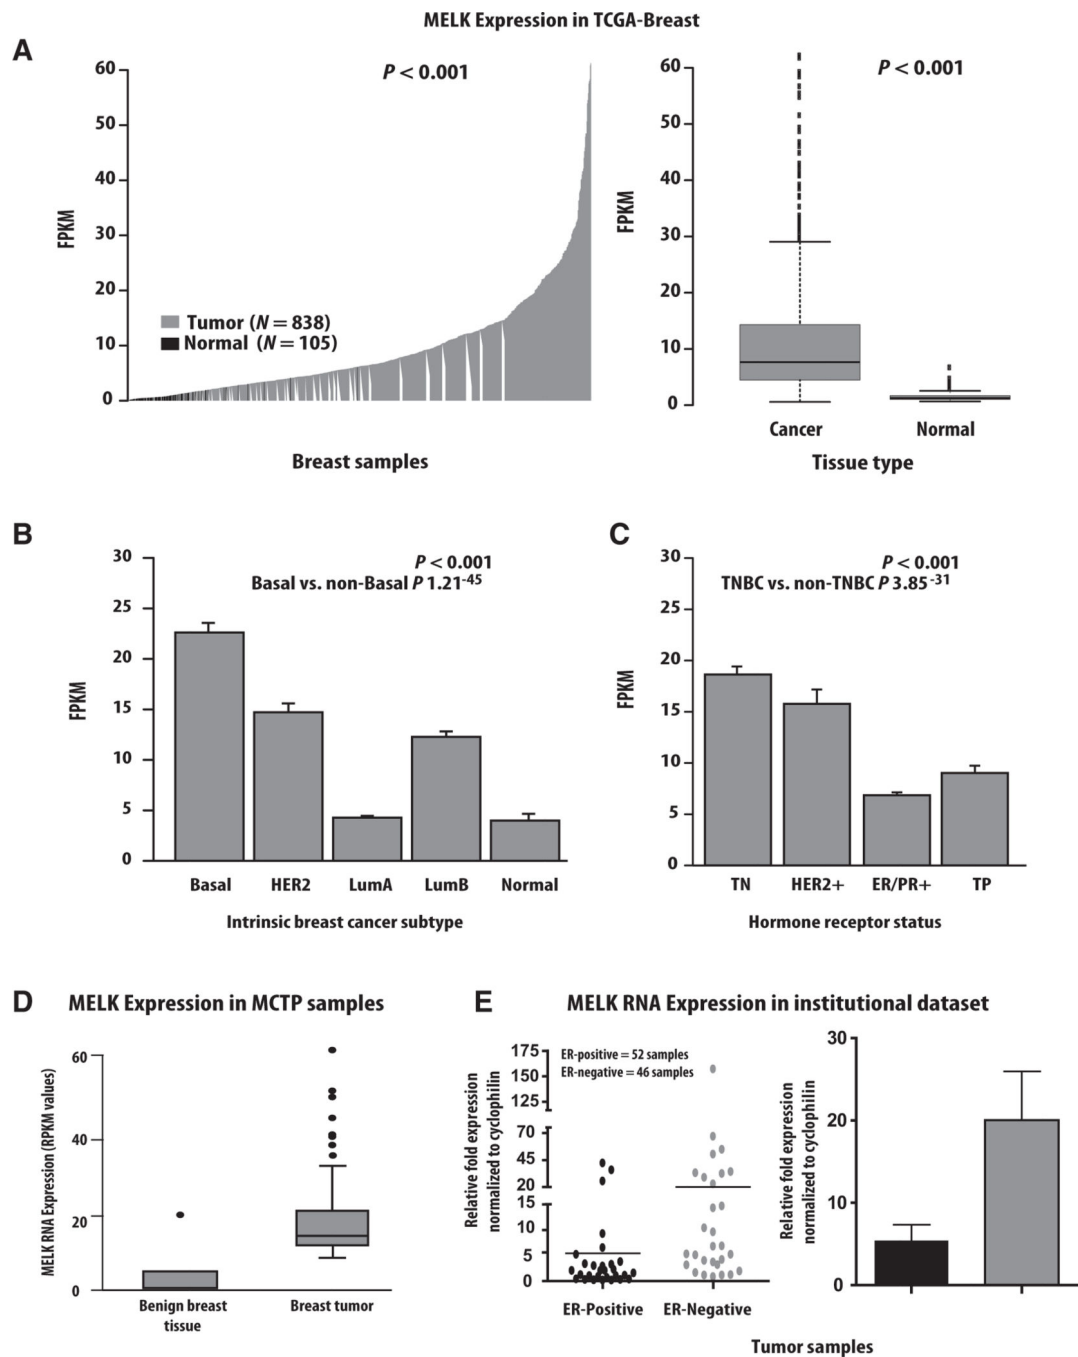 MELK Expression in TCGA-Breast
A
60
50
40
30
20
10
0
FPKM
P < 0.001
Tumor (N = 838)
Normal (N = 105)
Breast samples
60
50
40
30
20
10
0
FPKM
P < 0.001
Cancer Normal
Tissue type
B
30
25
20
15
10
5
0
FPKM
P < 0.001
Basal vs. non-Basal P 1.21-45
Basal HER2 LumA LumB Normal
Intrinsic breast cancer subtype
C
30
25
20
15
10
5
0
FPKM
P < 0.001
TNBC vs. non-TNBC P 3.85-31
TN HER2+ ER/PR+ TP
Hormone receptor status
D MELK Expression in MCTP samples
60
40
20
0
MELK RNA Expression (RPKM values)
Benign breast
tissue
Breast tumor
E MELK RNA Expression in institutional dataset
175
150
125
70
45
20
15
10
5
0
Relative fold expression
normalized to cyclophilin
ER-positive = 52 samples
ER-negative = 46 samples
ER-Positive ER-Negative
30
20
10
0
Relative fold expression
normalized to cyclophilin
Tumor samples